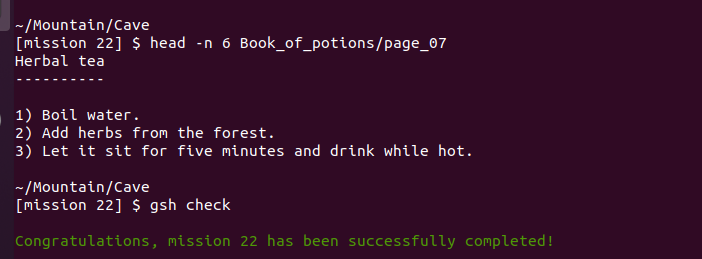 ~/Mountain/Cave
[mission 22] $ head -n 6 Book_of_potions/page_07
Herbal tea
----------
1) Boil water.
2) Add herbs from the forest.
3) Let it sit for five minutes and drink while hot.
~/Mountain/Cave
[mission 22] $ gsh check
Congratulations, mission 22 has been successfully completed!